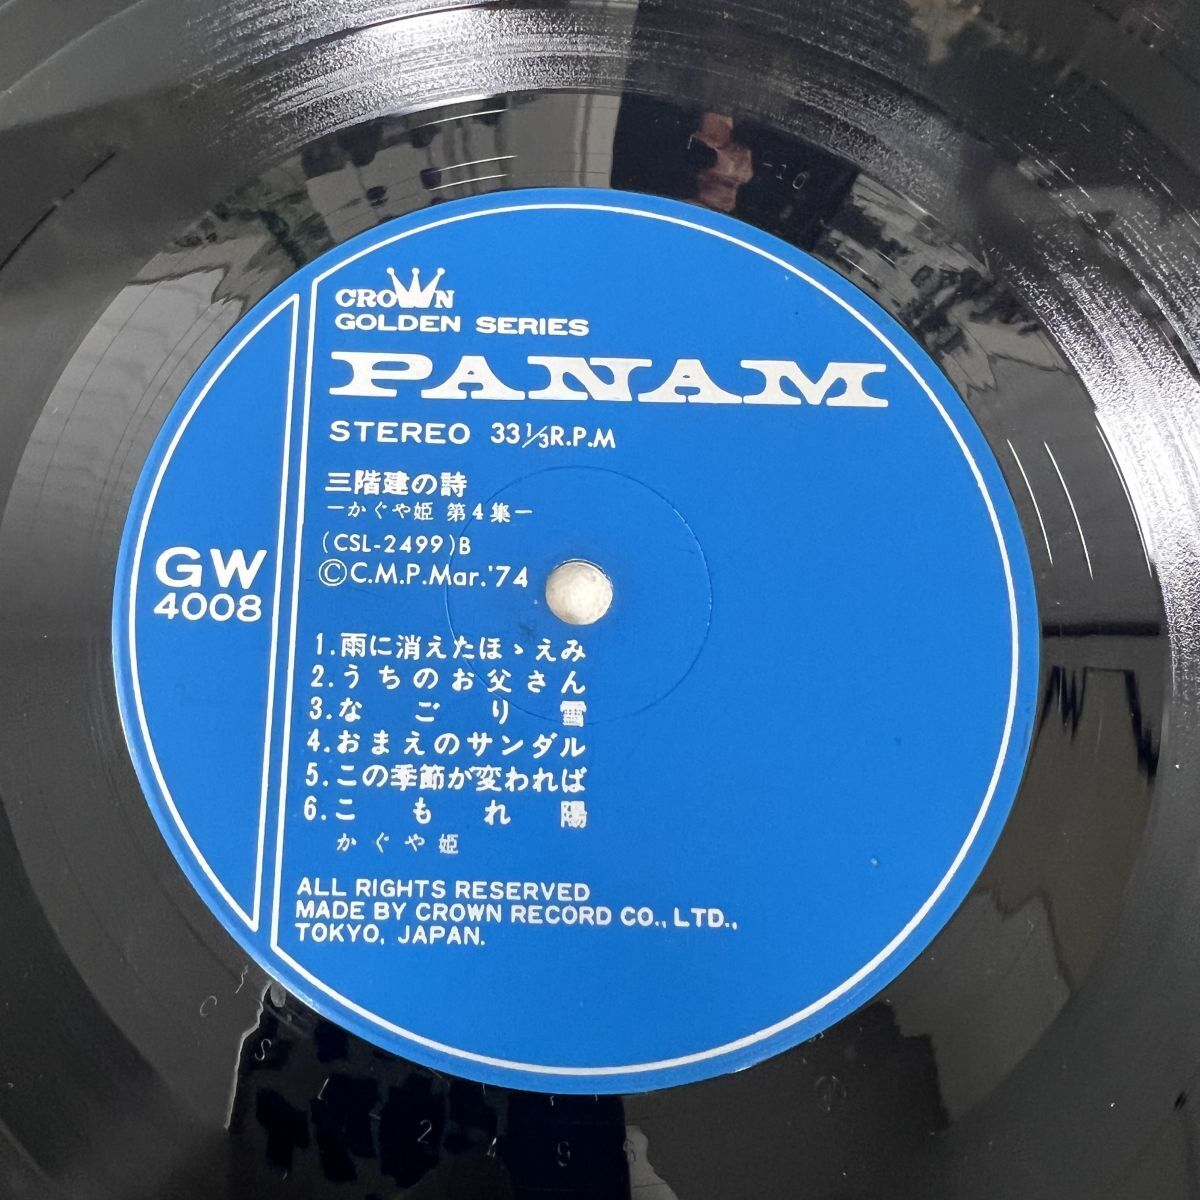 CROWN
GOLDEN SERIES
PANAM
STEREO 33 1/3 R.P.M
三階建の詩
ーかぐや姫 第4集ー
(CSL-2499)B
©C.M.P.Mar.'74
GW
4008
1.雨に消えたほゝえみ
2.うちのお父さん
3.なごり雪
4.おまえのサンダル
5.この季節が変われば
6.こもれ陽
かぐや姫
ALL RIGHTS RESERVED
MADE BY CROWN RECORD CO., LTD.,
TOKYO, JAPAN.